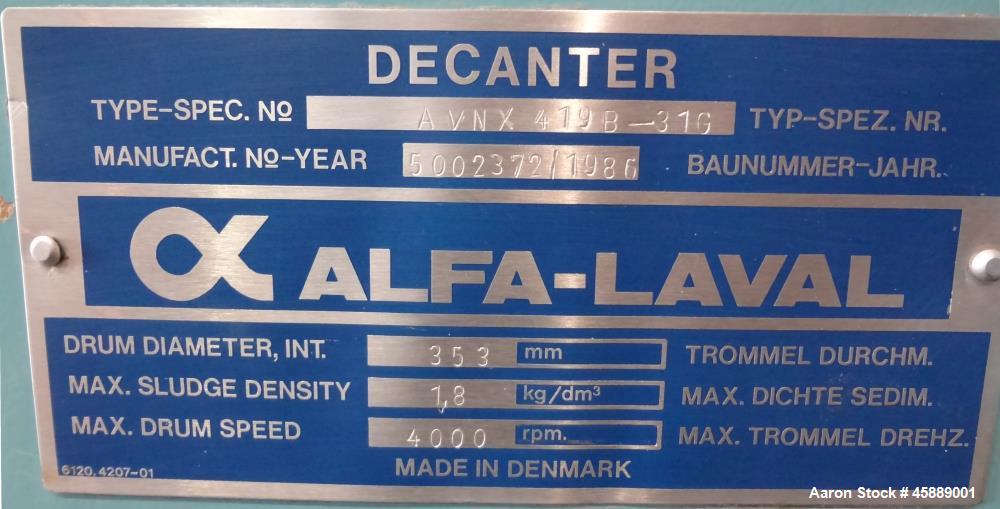 DECANTER
TYPE-SPEC. Nº AVNX 419B-31G TYP-SPEZ. NR.
MANUFACT. Nº-YEAR 5002372/1986 BAUNUMMER-JAHR.
α ALFA-LAVAL
DRUM DIAMETER, INT. 353 mm TROMMEL DURCHM.
MAX. SLUDGE DENSITY 1,8 kg/dm³ MAX. DICHTE SEDIM.
MAX. DRUM SPEED 4000 rpm. MAX. TROMMEL DREHZ.
6120.4207-01 MADE IN DENMARK
Aaron Stock # 45889001